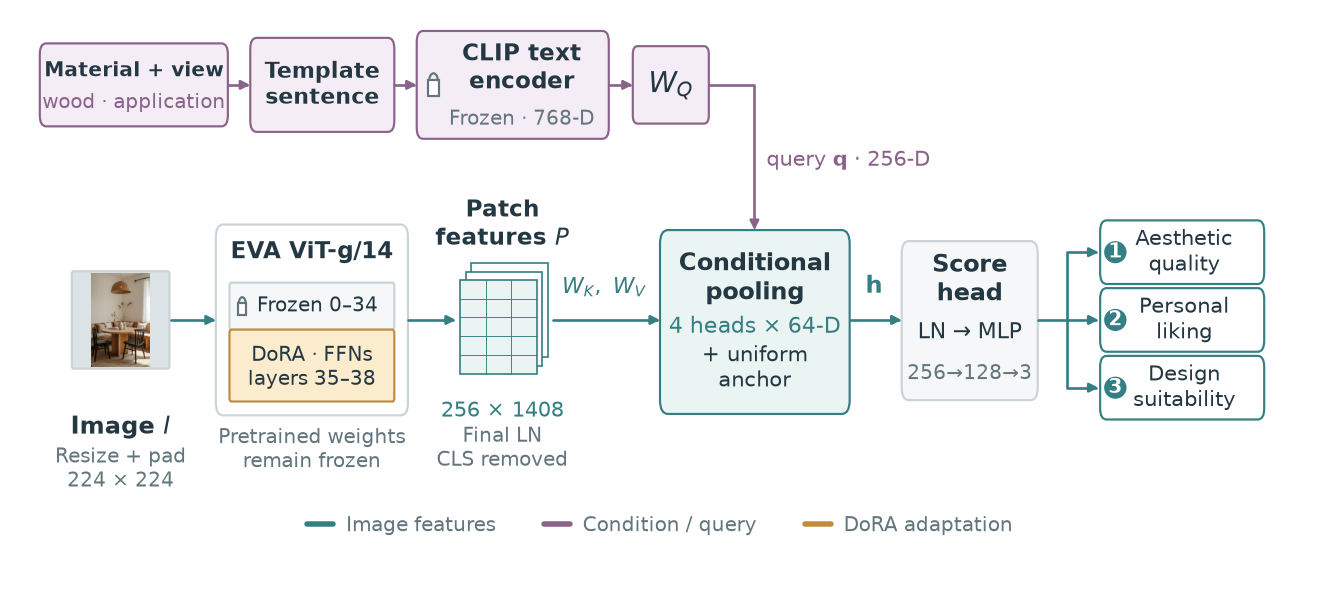 Material + view
wood · application
Template
sentence
CLIP text
encoder
Frozen · 768-D
W_Q
query q · 256-D
Image I
Resize + pad
224 × 224
EVA ViT-g/14
Frozen 0–34
DoRA · FFNs
layers 35–38
Pretrained weights
remain frozen
Patch
features P
256 × 1408
Final LN
CLS removed
W_K, W_V
Conditional
pooling
4 heads × 64-D
+ uniform
anchor
h
Score
head
LN → MLP
256→128→3
1 Aesthetic
quality
2 Personal
liking
3 Design
suitability
Image features
Condition / query
DoRA adaptation